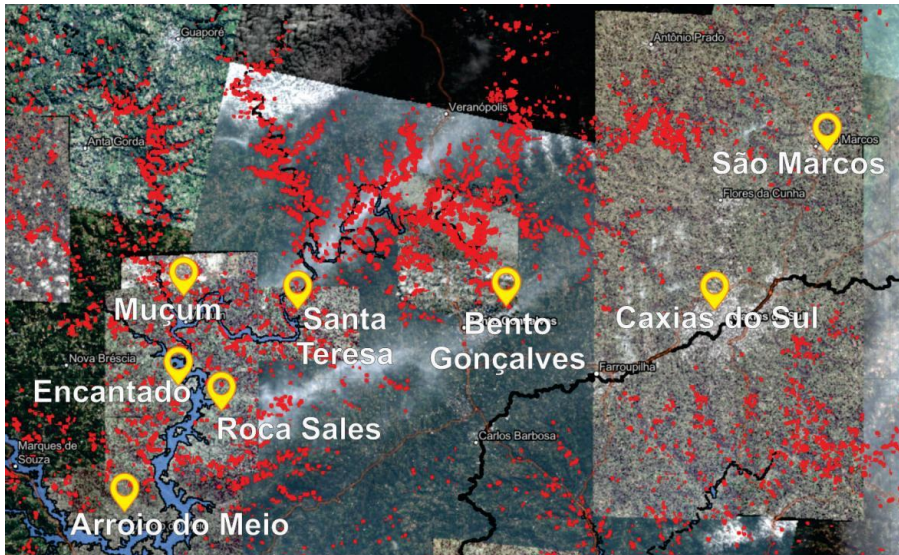 Guaporé
Antônio Prado
Veranópolis
Anta Gorda
Marcos
São Marcos
Flores da Cunha
Muçum
Santa
Teresa
Bento
Gonçalves
Caxias do Sul
Nova Bréscia
Encantado
Farroupilha
Roca Sales
Carlos Barbosa
Marques de
Souza
Arroio do Meio